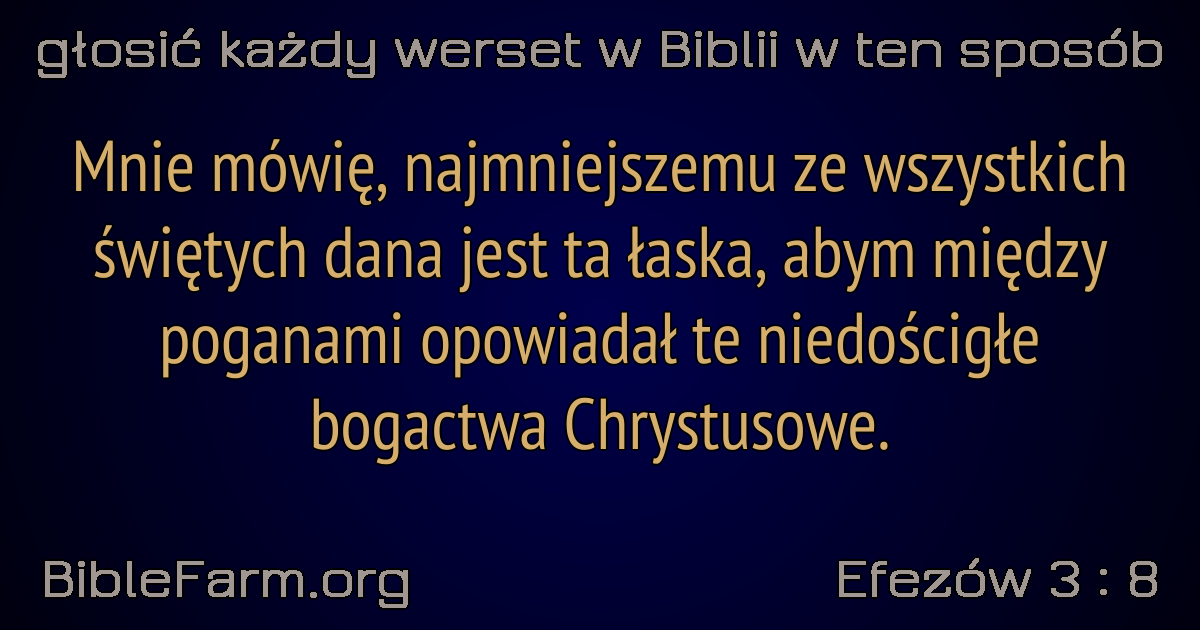 głosić każdy werset w Biblii w ten sposób
Mnie mówię, najmniejszemu ze wszystkich
świętych dana jest ta łaska, abym między
poganami opowiadał te niedościgłe
bogactwa Chrystusowe.
BibleFarm.org
Efezów 3 : 8